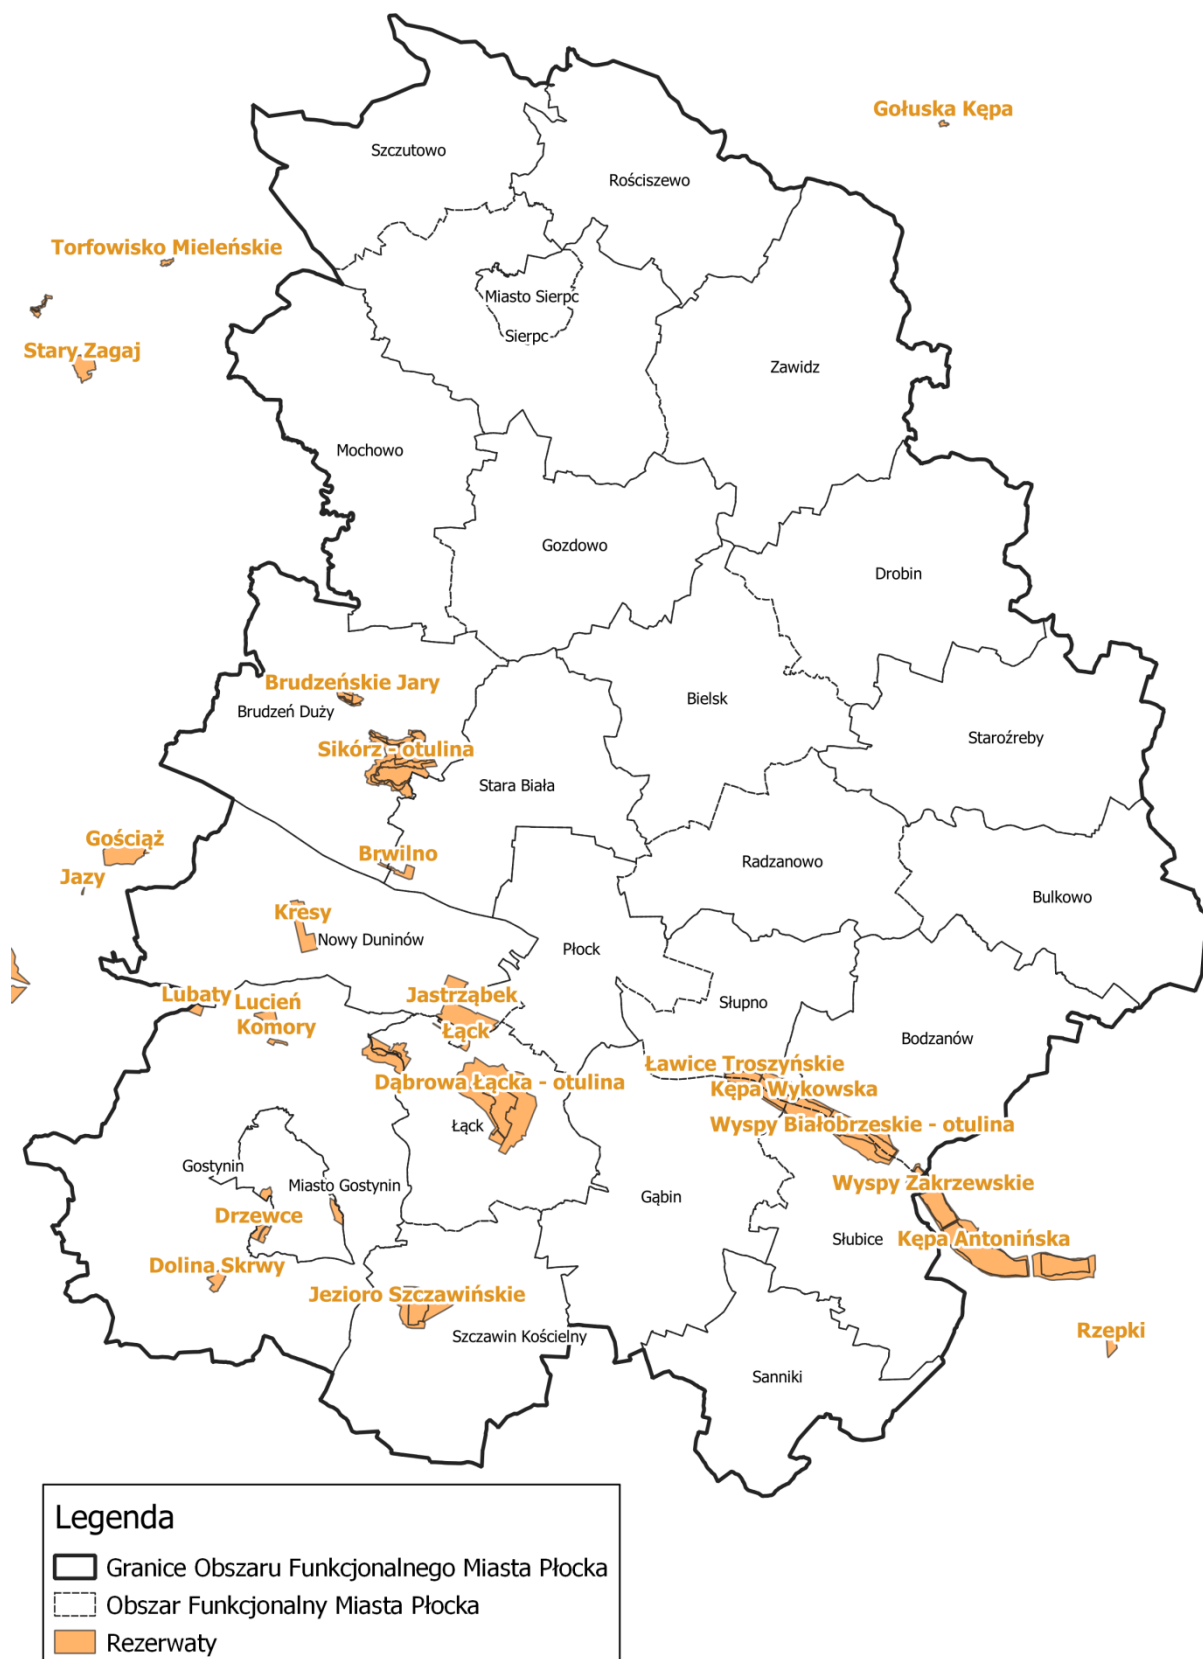 Gołuska Kępa
Szczutowo
Rościszewo
Torfowisko Mieleńskie
Miasto Sierpc
Sierpc
Stary Zagaj
Zawidz
Mochowo
Gozdowo
Drobin
Brudzeńskie Jary
Brudzeń Duży
Bielsk
Staroźreby
Sikórz - otulina
Stara Biała
Gościąż
Brwilno
Radzanowo
Jazy
Bulkowo
Kresy
Nowy Duninów
Płock
Lubaty
Lucień
Jastrząbek
Słupno
Komory
Łąck
Bodzanów
Ławice Troszyńskie
Dąbrowa Łącka - otulina
Kępa Wykowska
Łąck
Wyspy Białobrzeskie - otulina
Gostynin
Miasto Gostynin
Gąbin
Wyspy Zakrzewskie
Drzewce
Słubice
Kępa Antonińska
Dolina Skrwy
Jezioro Szczawińskie
Szczawin Kościelny
Rzepki
Sanniki
Legenda
Granice Obszaru Funkcjonalnego Miasta Płocka
Obszar Funkcjonalny Miasta Płocka
Rezerwaty